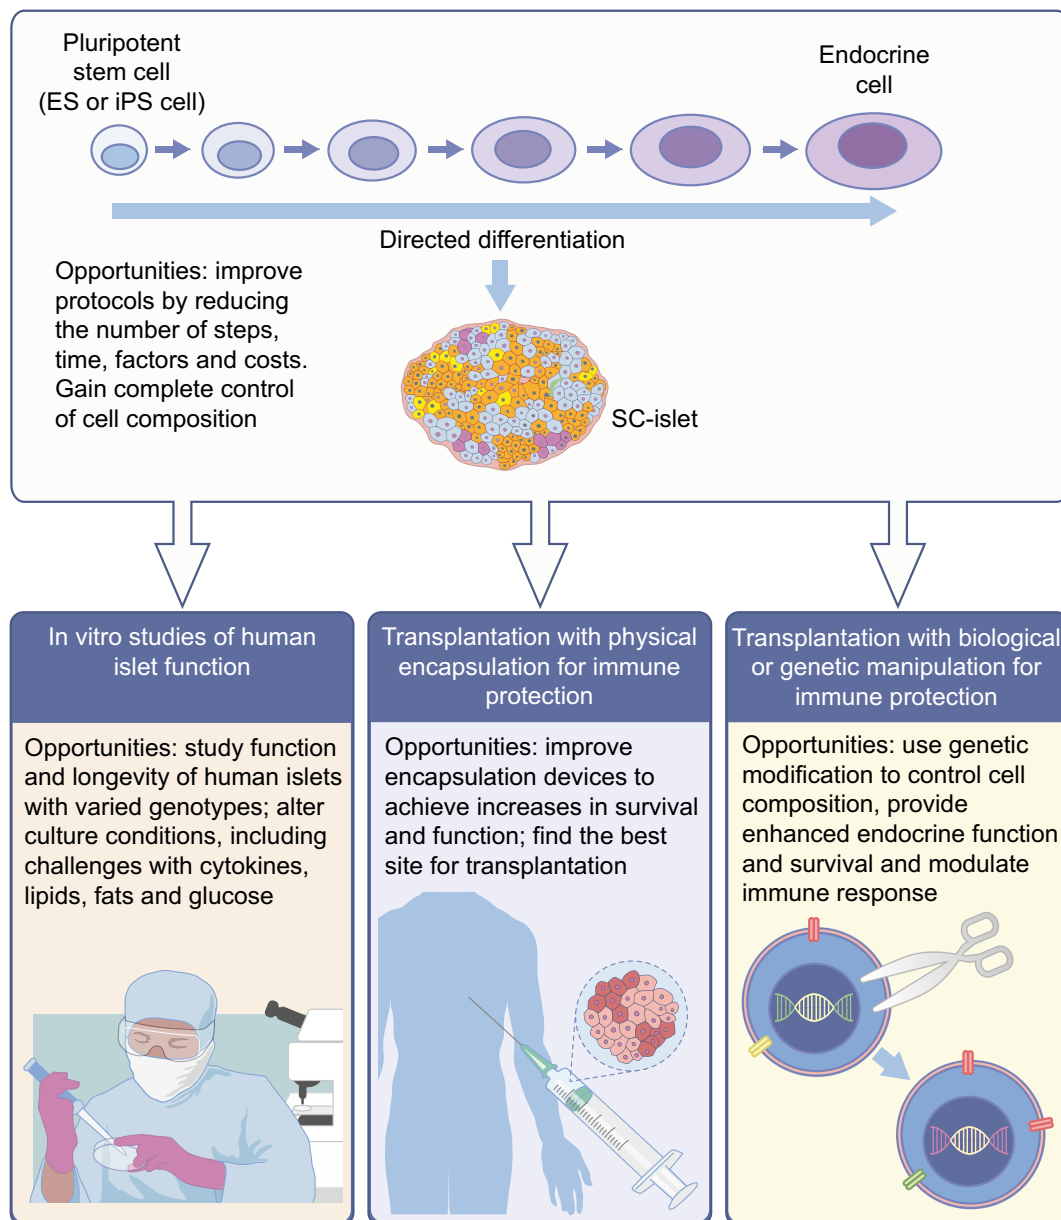 Pluripotent
stem cell
(ES or iPS cell)
Endocrine
cell
Directed differentiation
Opportunities: improve
protocols by reducing
the number of steps,
time, factors and costs.
Gain complete control
of cell composition
SC-islet
In vitro studies of human
islet function
Opportunities: study function
and longevity of human islets
with varied genotypes; alter
culture conditions, including
challenges with cytokines,
lipids, fats and glucose
Transplantation with physical
encapsulation for immune
protection
Opportunities: improve
encapsulation devices to
achieve increases in survival
and function; find the best
site for transplantation
Transplantation with biological
or genetic manipulation for
immune protection
Opportunities: use genetic
modification to control cell
composition, provide
enhanced endocrine function
and survival and modulate
immune response